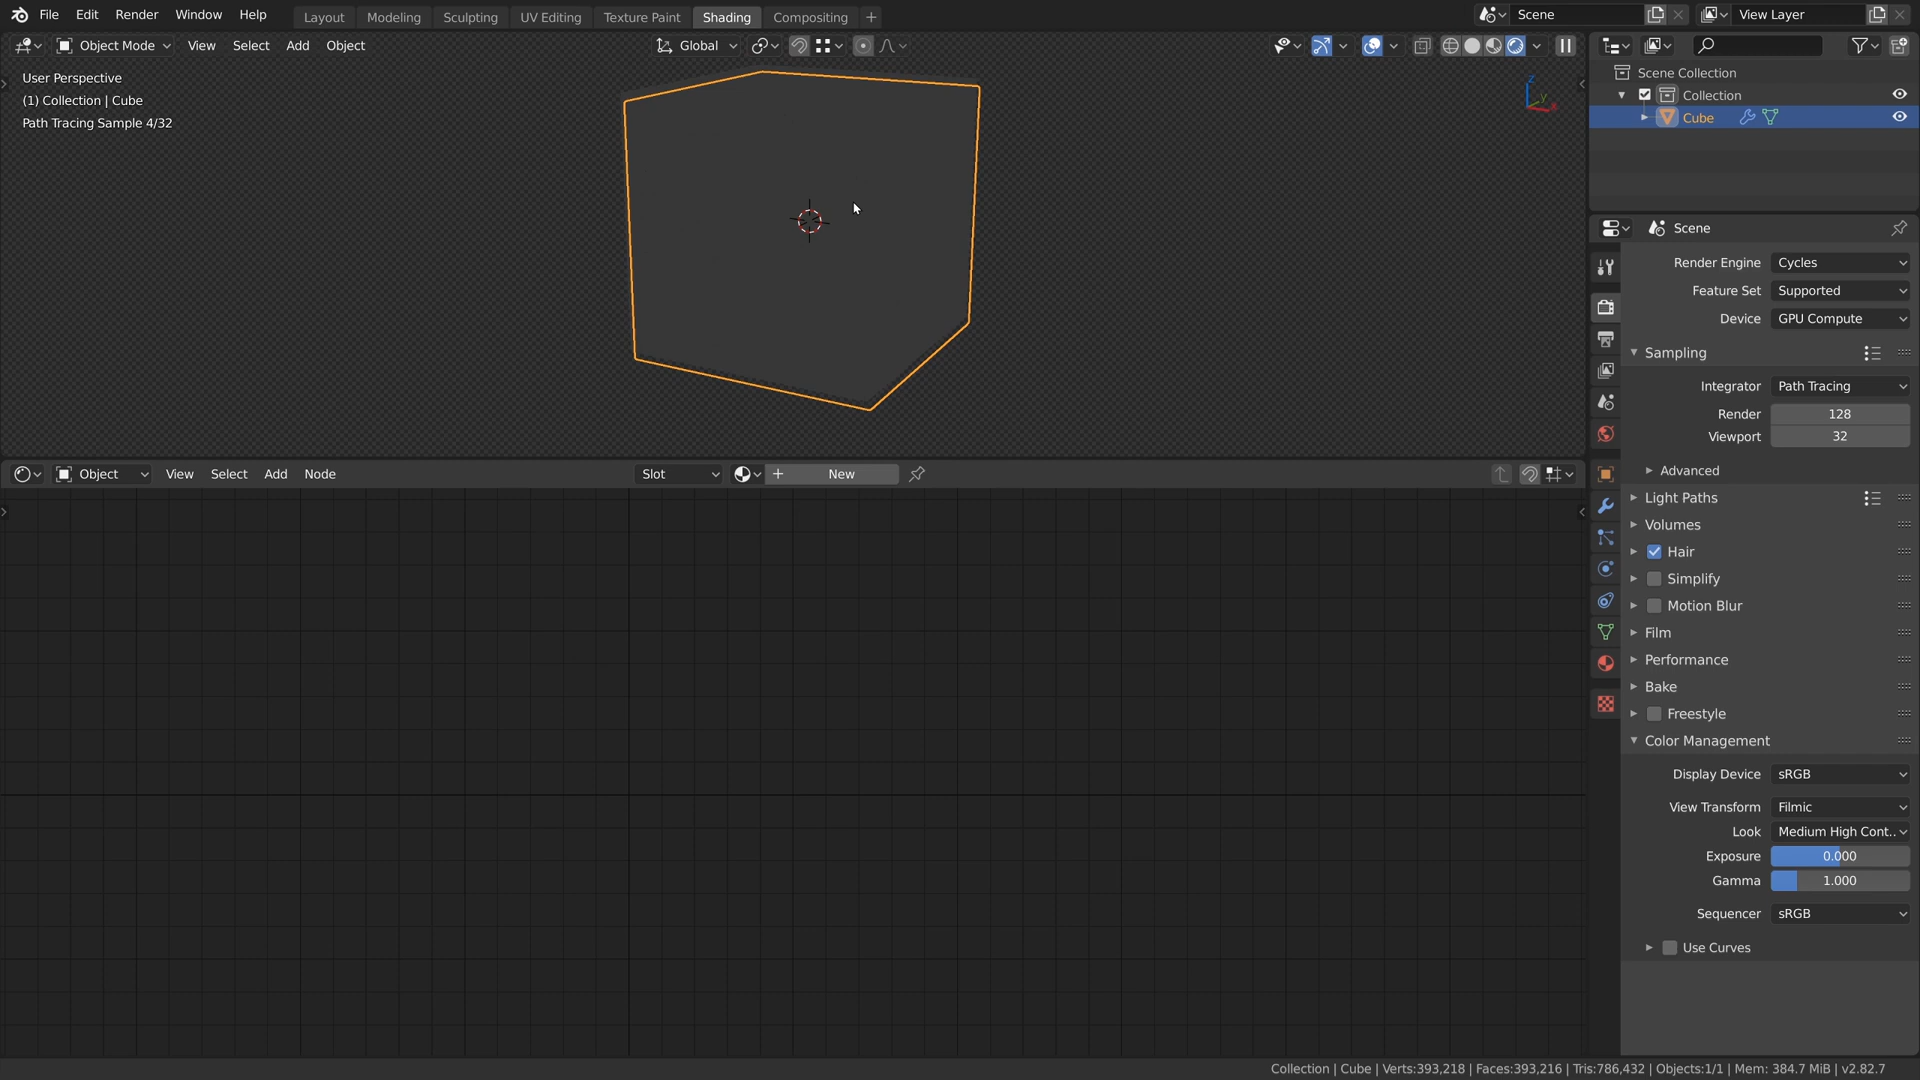 File Edit Render Window Help Layout Modeling Sculpting UV Editing Texture Paint Shading Compositing + Scene View Layer
Object Mode View Select Add Object Global
User Perspective
(1) Collection | Cube
Path Tracing Sample 4/32
Z
Y
X
Scene Collection
Collection
Cube
Scene
Render Engine Cycles
Feature Set Supported
Device GPU Compute
Sampling
Integrator Path Tracing
Render 128
Viewport 32
Advanced
Light Paths
Volumes
Hair
Simplify
Motion Blur
Film
Performance
Bake
Freestyle
Color Management
Display Device sRGB
View Transform Filmic
Look Medium High Cont..
Exposure 0.000
Gamma 1.000
Sequencer sRGB
Use Curves
Object View Select Add Node Slot + New
Collection | Cube | Verts:393,218 | Faces:393,216 | Tris:786,432 | Objects:1/1 | Mem: 384.7 MiB | v2.82.7